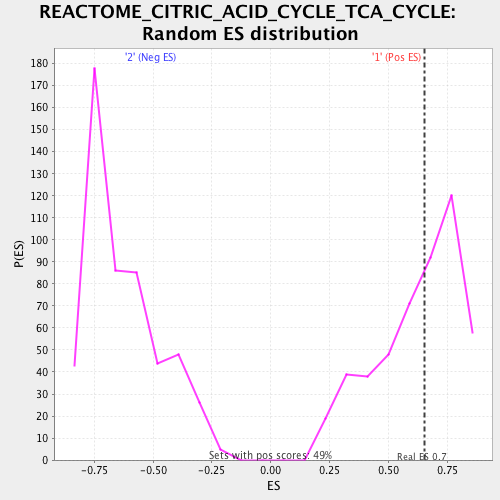 REACTOME_CITRIC_ACID_CYCLE_TCA_CYCLE:
Random ES distribution
'2' (Neg ES)
'1' (Pos ES)
180
170
160
150
140
130
120
110
100
90
80
70
60
50
40
30
20
10
0
P(ES)
Sets with pos scores: 49%
Real ES 0.7
-0.75 -0.50 -0.25 0.00 0.25 0.50 0.75
ES